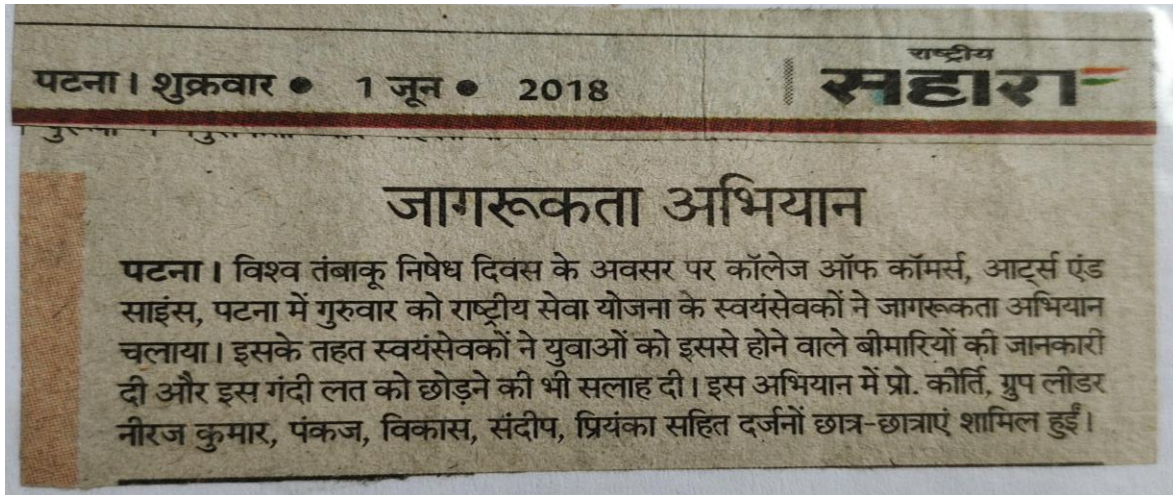 पटना । शुक्रवार • 1 जून • 2018
राष्ट्रीय
सहारा
जागरूकता अभियान
पटना । विश्व तंबाकू निषेध दिवस के अवसर पर कॉलेज ऑफ कॉमर्स, आर्ट्स एंड
साइंस, पटना में गुरुवार को राष्ट्रीय सेवा योजना के स्वयंसेवकों ने जागरूकता अभियान
चलाया । इसके तहत स्वयंसेवकों ने युवाओं को इससे होने वाले बीमारियों की जानकारी
दी और इस गंदी लत को छोड़ने की भी सलाह दी । इस अभियान में प्रो. कीर्ति, ग्रुप लीडर
नीरज कुमार, पंकज, विकास, संदीप, प्रियंका सहित दर्जनों छात्र-छात्राएं शामिल हुईं ।